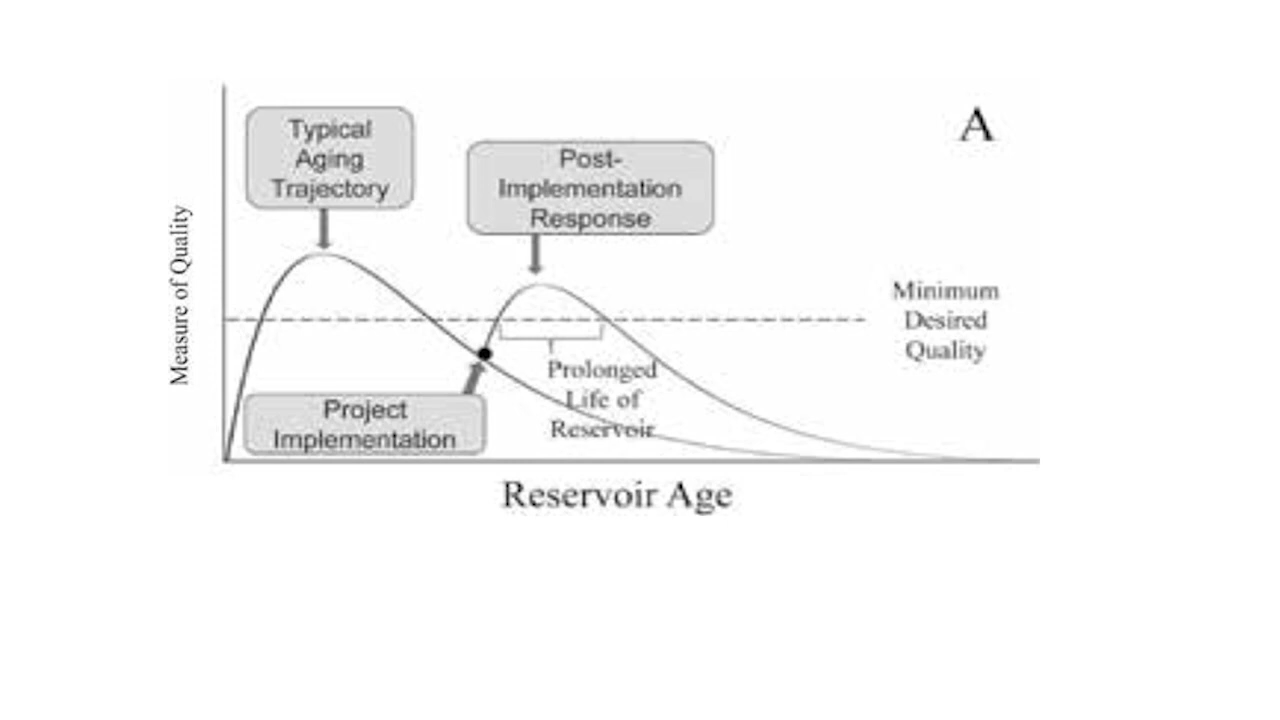 A
Typical
Aging
Trajectory
Post-
Implementation
Response
Measure of Quality
Minimum
Desired
Quality
Prolonged
Life of
Reservoir
Project
Implementation
Reservoir Age